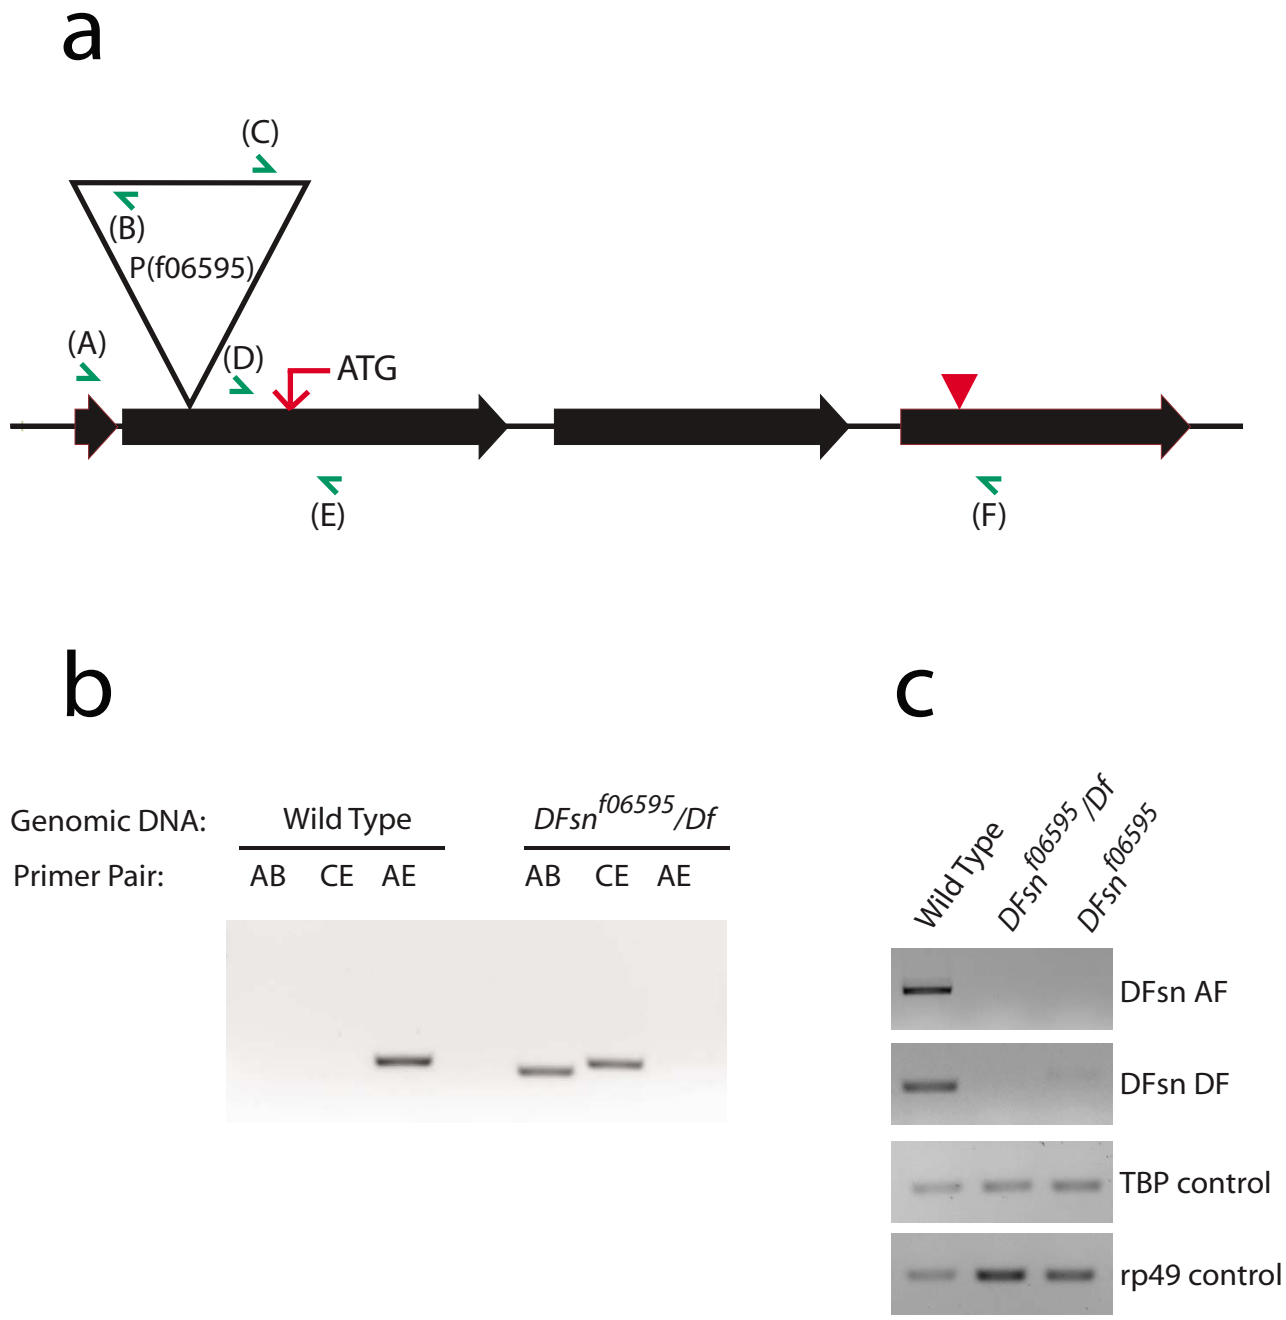 a
(C)
(B)
P(f06595)
(A)
(D)
ATG
(E)
(F)
b
Genomic DNA:
Wild Type
DFsn^f06595/Df
Primer Pair:
AB CE AE AB CE AE
c
Wild Type
DFsn^f06595/Df
DFsn^f06595
DFsn AF
DFsn DF
TBP control
rp49 control